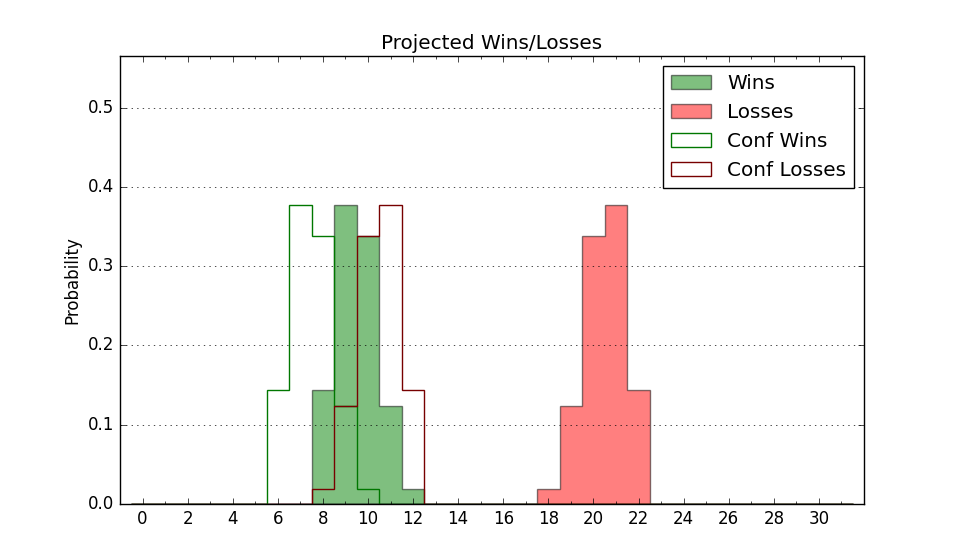 Projected Wins/Losses
Wins
Losses
Conf Wins
Conf Losses
Probability
0.5
0.4
0.3
0.2
0.1
0.0
0 2 4 6 8 10 12 14 16 18 20 22 24 26 28 30